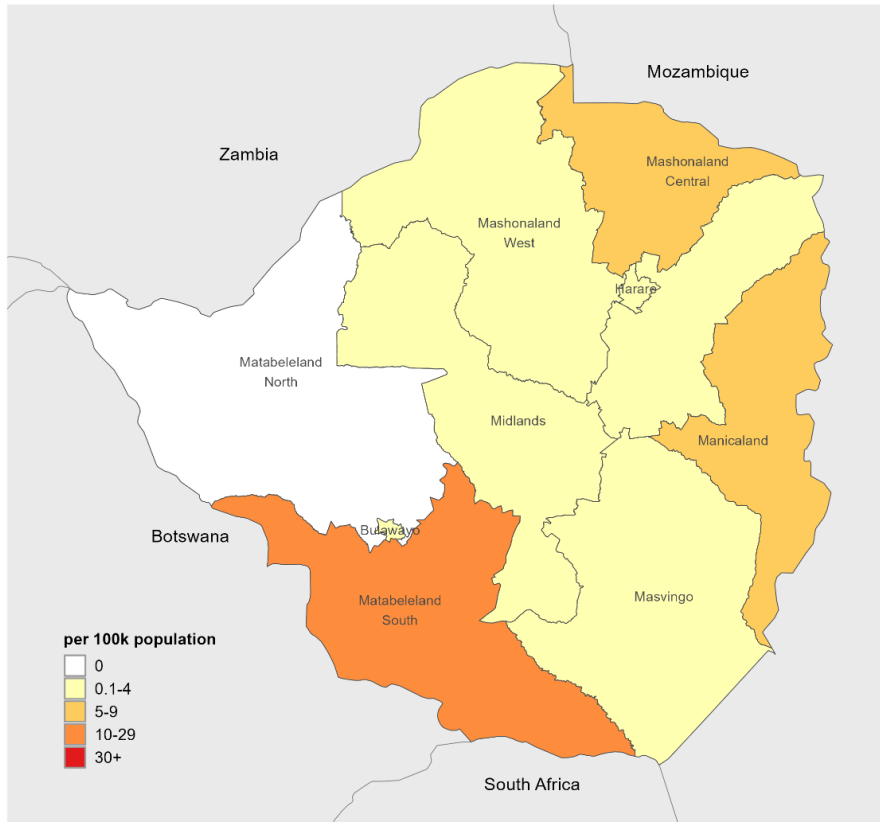 Mozambique
Zambia
Mashonaland
Central
Mashonaland
West
Harare
Matabeleland
North
Midlands
Manicaland
Bulawayo
Botswana
Matabeleland
South
Masvingo
per 100k population
0
0.1-4
5-9
10-29
30+
South Africa